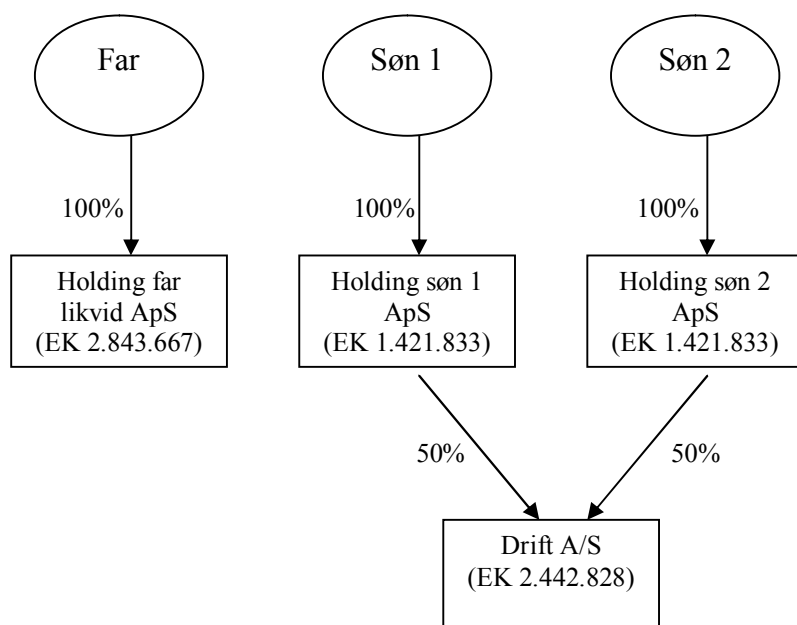 Far
Søn 1
Søn 2
100%
100%
100%
Holding far
likvid ApS
(EK 2.843.667)
Holding søn 1
ApS
(EK 1.421.833)
Holding søn 2
ApS
(EK 1.421.833)
50%
50%
Drift A/S
(EK 2.442.828)